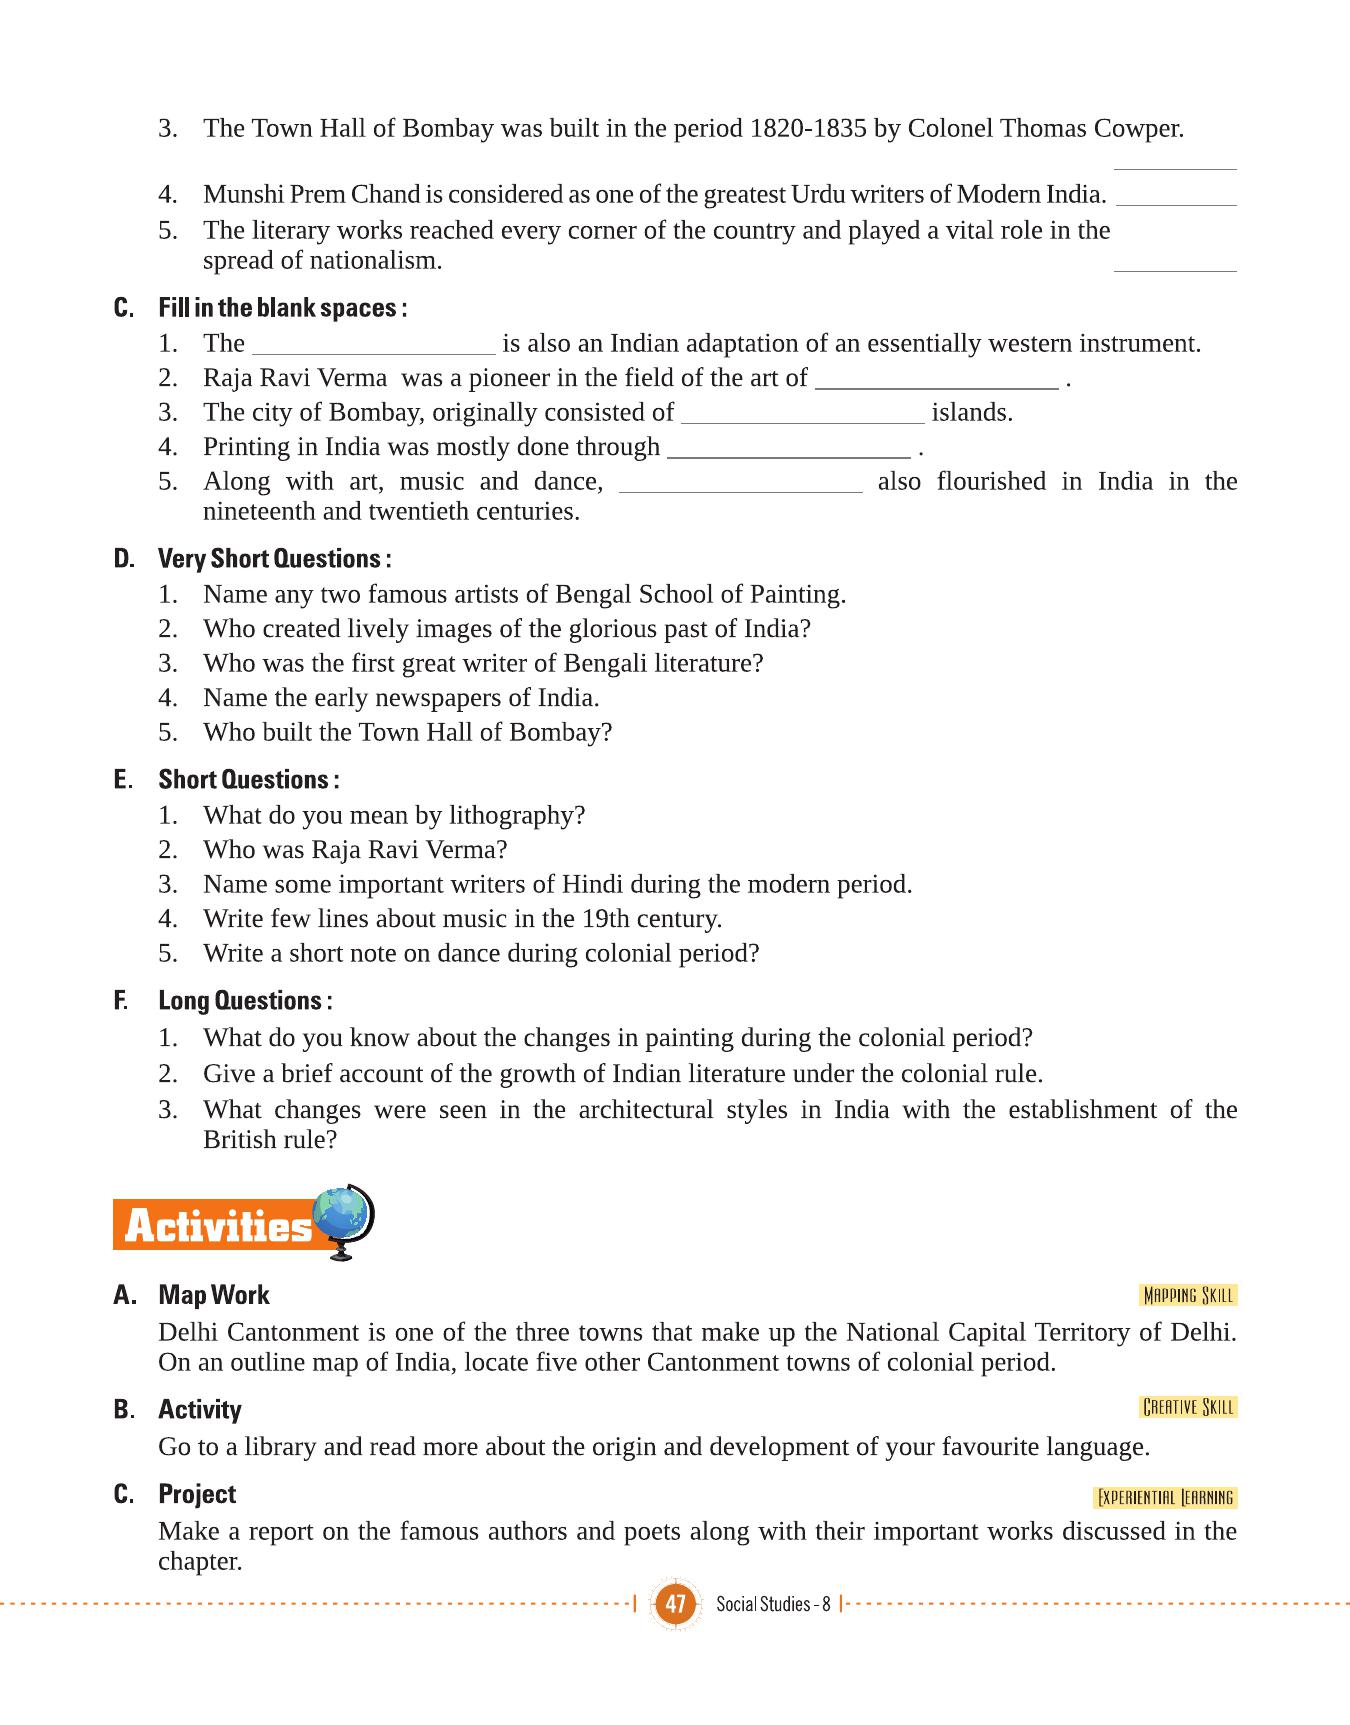 3. The Town Hall of Bombay was built in the period 1820-1835 by Colonel Thomas Cowper.
4. Munshi Prem Chand is considered as one of the greatest Urdu writers of Modern India.
5. The literary works reached every corner of the country and played a vital role in the
spread of nationalism.
C. Fill in the blank spaces :
1. The ________________ is also an Indian adaptation of an essentially western instrument.
2. Raja Ravi Verma was a pioneer in the field of the art of ________________ .
3. The city of Bombay, originally consisted of ________________ islands.
4. Printing in India was mostly done through ________________ .
5. Along with art, music and dance, ________________ also flourished in India in the
nineteenth and twentieth centuries.
D. Very Short Questions :
1. Name any two famous artists of Bengal School of Painting.
2. Who created lively images of the glorious past of India?
3. Who was the first great writer of Bengali literature?
4. Name the early newspapers of India.
5. Who built the Town Hall of Bombay?
E. Short Questions :
1. What do you mean by lithography?
2. Who was Raja Ravi Verma?
3. Name some important writers of Hindi during the modern period.
4. Write few lines about music in the 19th century.
5. Write a short note on dance during colonial period?
F. Long Questions :
1. What do you know about the changes in painting during the colonial period?
2. Give a brief account of the growth of Indian literature under the colonial rule.
3. What changes were seen in the architectural styles in India with the establishment of the
British rule?
Activities
A. Map Work Mapping Skill
Delhi Cantonment is one of the three towns that make up the National Capital Territory of Delhi.
On an outline map of India, locate five other Cantonment towns of colonial period.
B. Activity Creative Skill
Go to a library and read more about the origin and development of your favourite language.
C. Project Experiential Learning
Make a report on the famous authors and poets along with their important works discussed in the
chapter.
47 Social Studies - 8